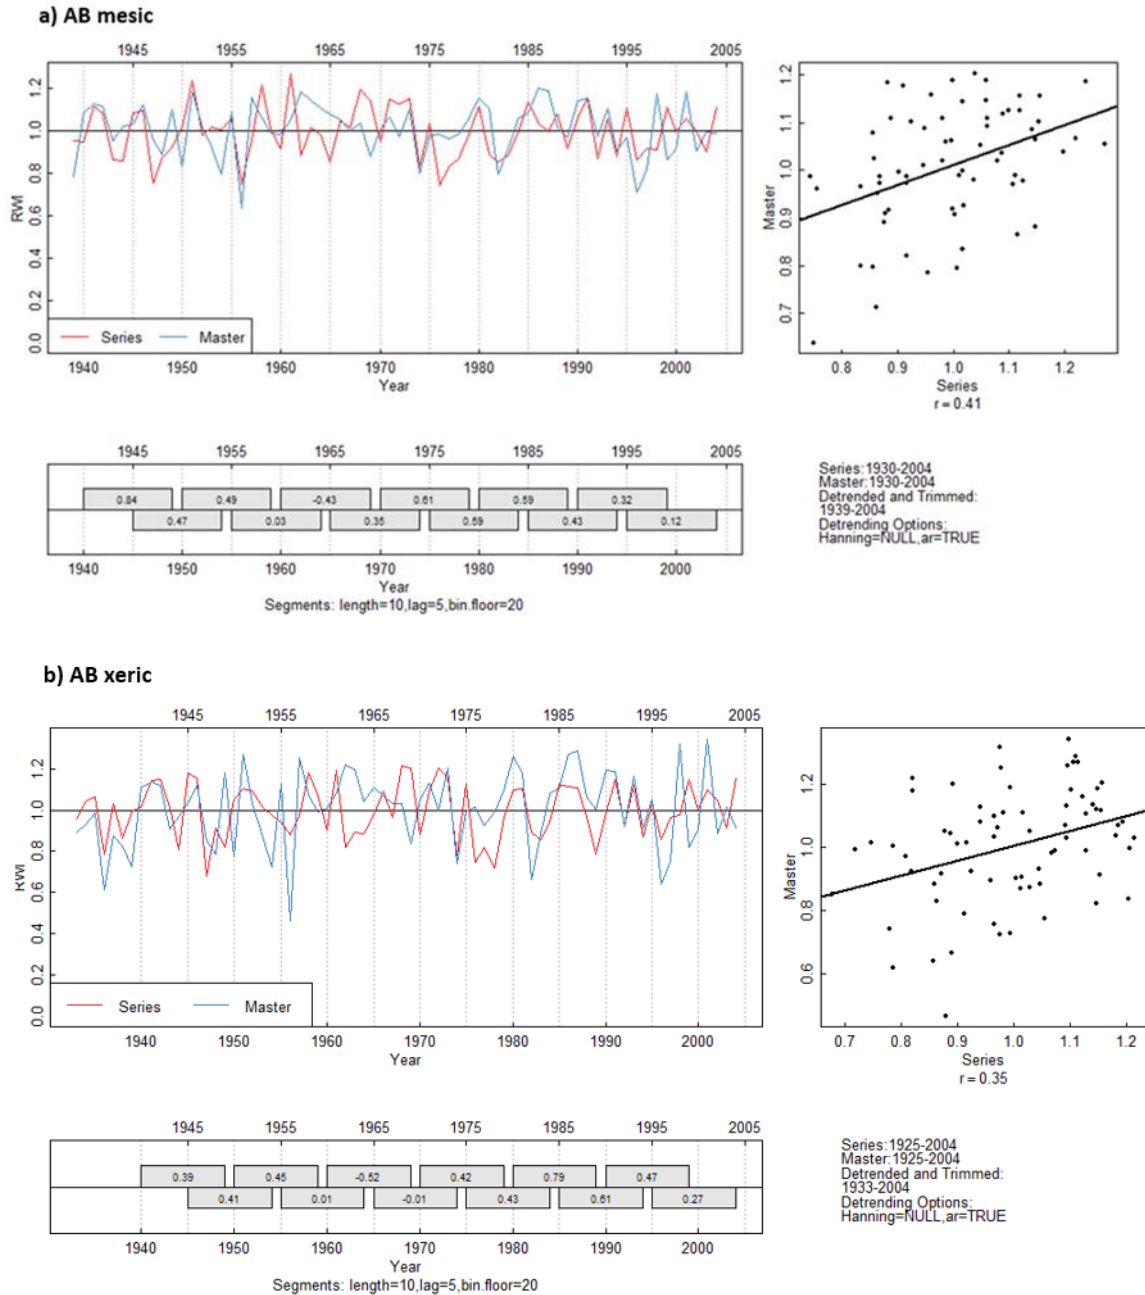 a) AB mesic
1945 1955 1965 1975 1985 1995 2005
RWI
0.0 0.2 0.4 0.6 0.8 1.0 1.2
Series Master
1940 1950 1960 1970 1980 1990 2000
Year
Master
0.7 0.8 0.9 1.0 1.1 1.2
0.8 0.9 1.0 1.1 1.2
Series
r = 0.41
1945 1955 1965 1975 1985 1995 2005
0.84 0.49 -0.43 0.61 0.59 0.32
0.47 0.03 0.35 0.59 0.43 0.12
1940 1950 1960 1970 1980 1990 2000
Year
Segments: length=10,lag=5,bin.floor=20
Series:1930-2004
Master:1930-2004
Detrended and Trimmed:
1939-2004
Detrending Options:
Hanning=NULL,ar=TRUE
b) AB xeric
1945 1955 1965 1975 1985 1995 2005
RWI
0.0 0.2 0.4 0.6 0.8 1.0 1.2
Series Master
1940 1950 1960 1970 1980 1990 2000
Year
Master
0.6 0.8 1.0 1.2
0.7 0.8 0.9 1.0 1.1 1.2
Series
r = 0.35
1945 1955 1965 1975 1985 1995 2005
0.39 0.45 -0.52 0.42 0.79 0.47
0.41 0.01 -0.01 0.43 0.61 0.27
1940 1950 1960 1970 1980 1990 2000
Year
Segments: length=10,lag=5,bin.floor=20
Series:1925-2004
Master:1925-2004
Detrended and Trimmed:
1933-2004
Detrending Options:
Hanning=NULL,ar=TRUE